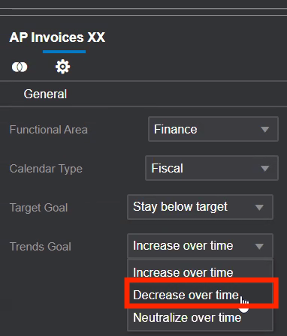 AP Invoices XX
General
Functional Area Finance
Calendar Type Fiscal
Target Goal Stay below target
Trends Goal Increase over time
Increase over time
Decrease over time
Neutralize over time